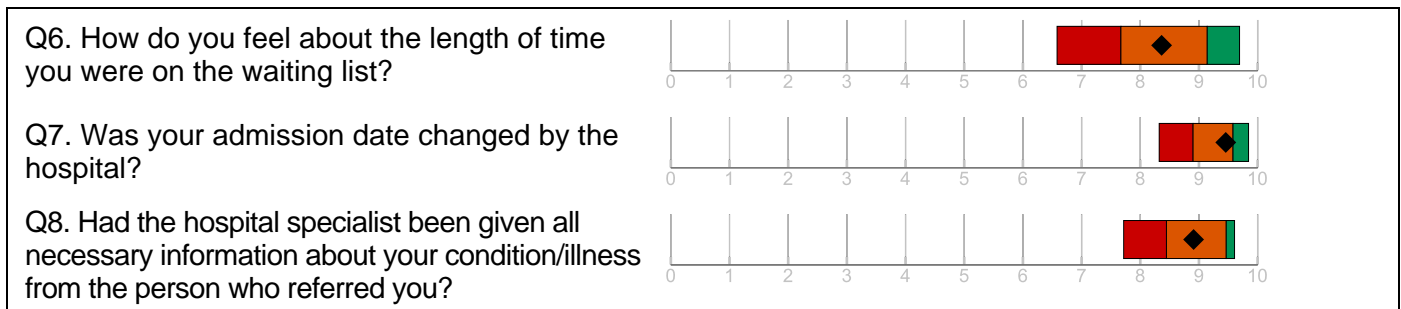 Q6. How do you feel about the length of time
you were on the waiting list?
0 1 2 3 4 5 6 7 8 9 10
Q7. Was your admission date changed by the
hospital?
0 1 2 3 4 5 6 7 8 9 10
Q8. Had the hospital specialist been given all
necessary information about your condition/illness
from the person who referred you?
0 1 2 3 4 5 6 7 8 9 10